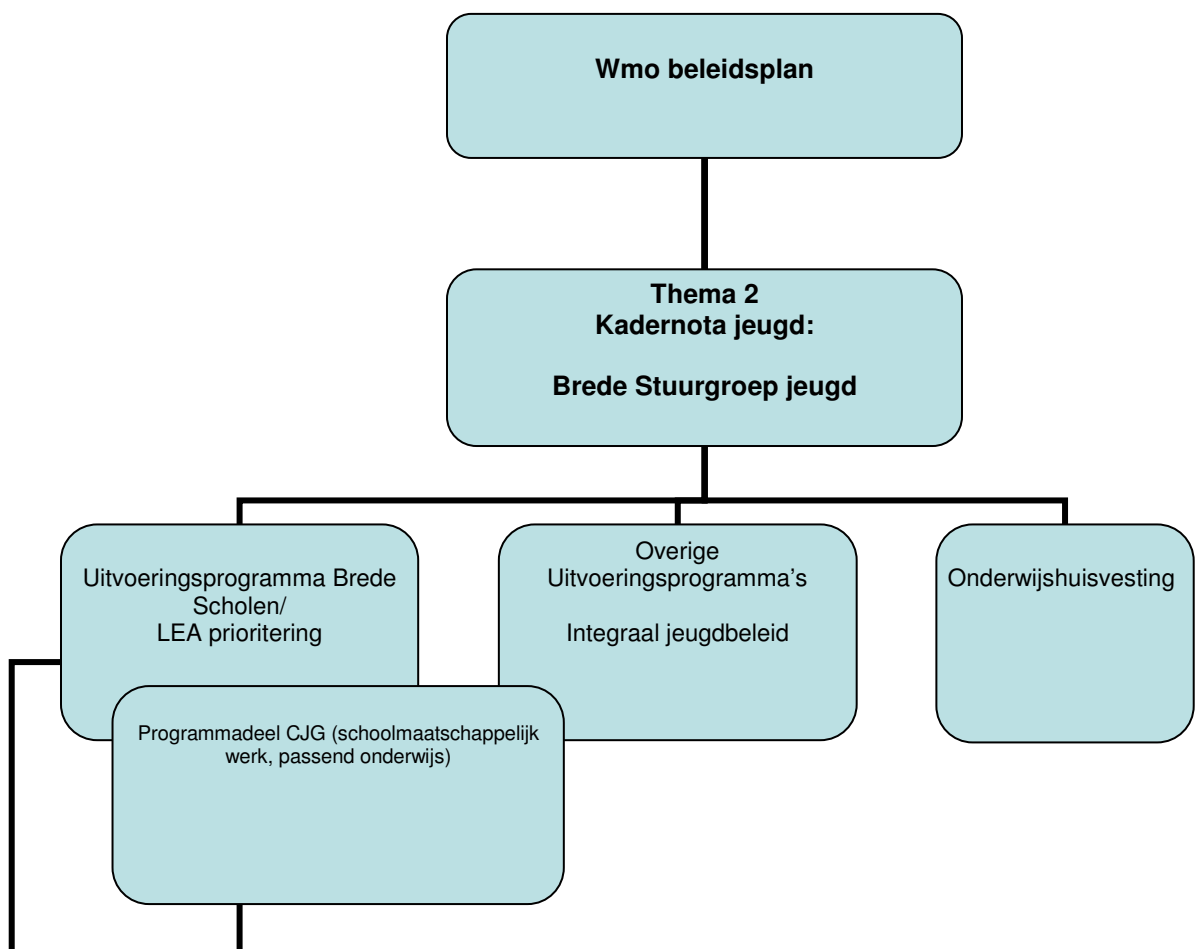 Wmo beleidsplan
Thema 2
Kadernota jeugd:
Brede Stuurgroep jeugd
Uitvoeringsprogramma Brede
Scholen/
LEA prioritering
Overige
Uitvoeringsprogramma’s
Integraal jeugdbeleid
Onderwijshuisvesting
Programmadeel CJG (schoolmaatschappelijk
werk, passend onderwijs)